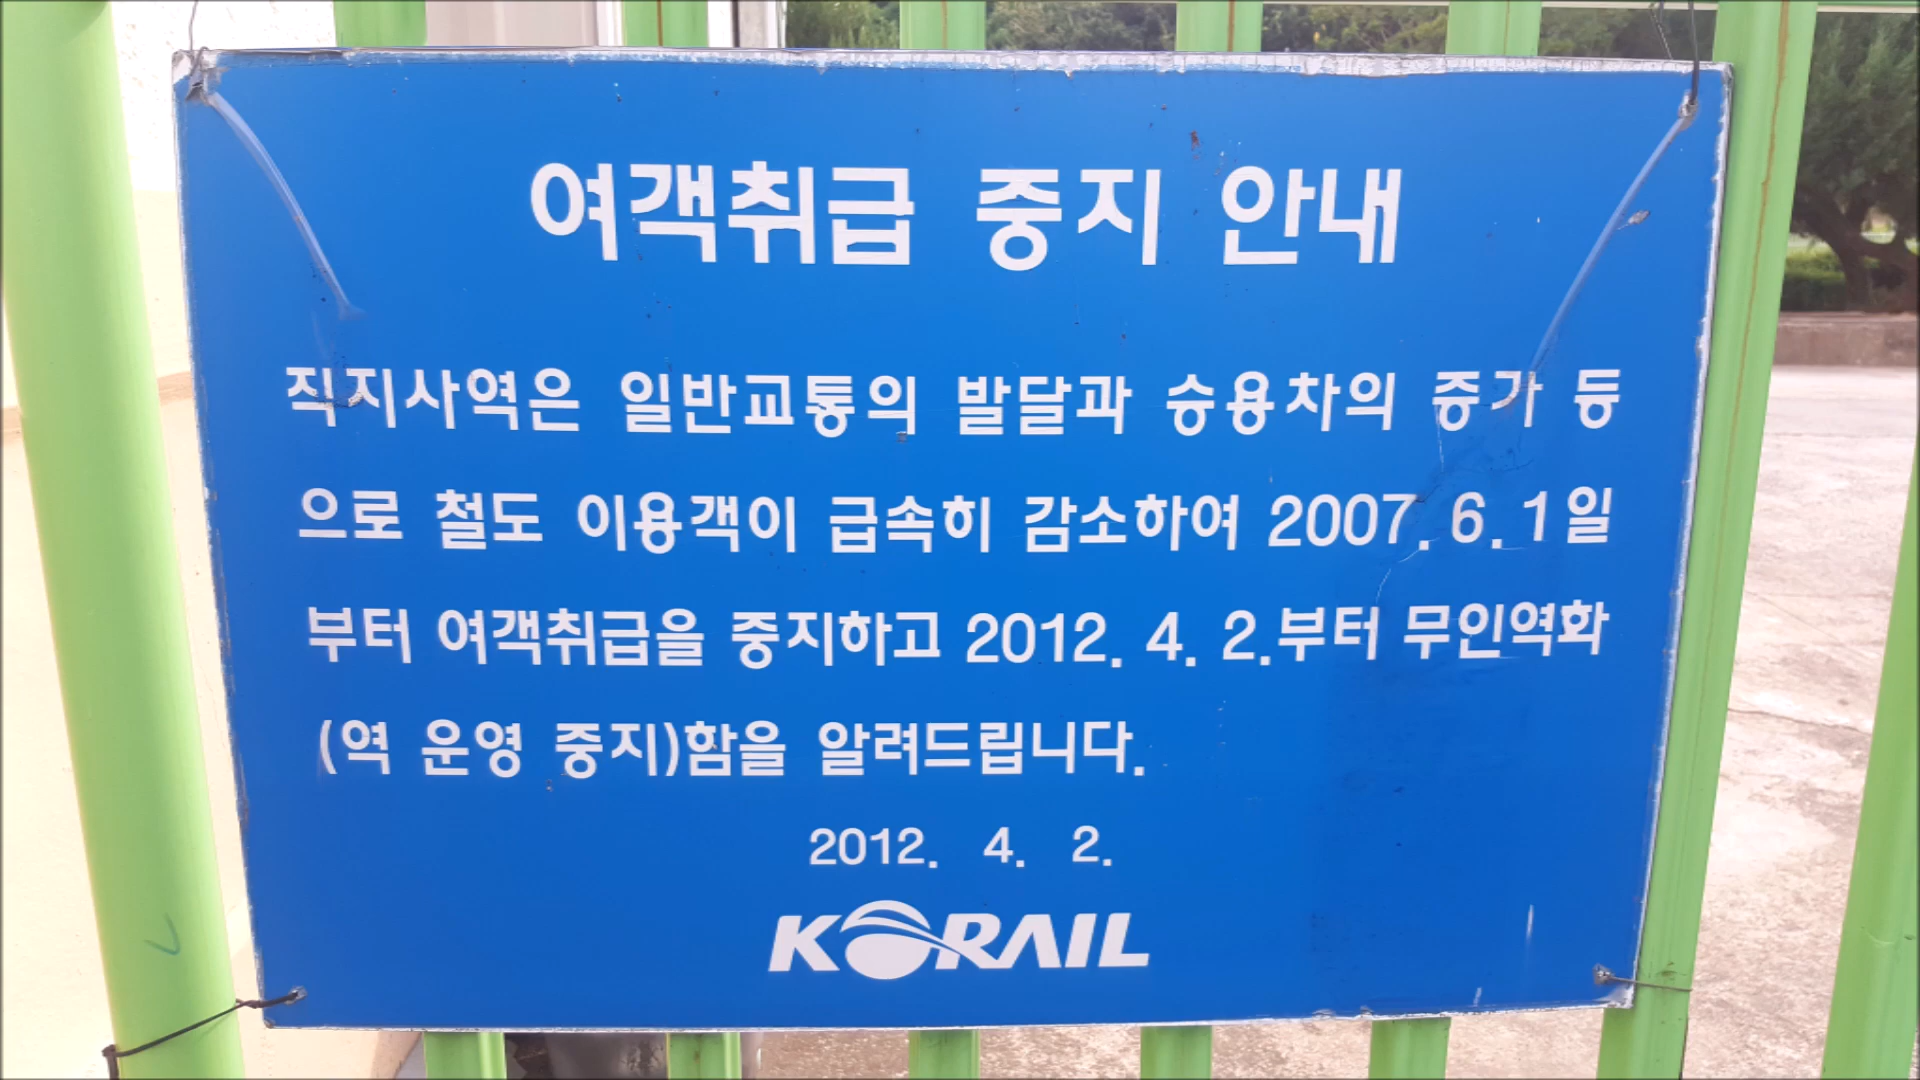 여객취급 중지 안내
직지사역은 일반교통의 발달과 승용차의 증가 등
으로 철도 이용객이 급속히 감소하여 2007. 6. 1일
부터 여객취급을 중지하고 2012. 4. 2.부터 무인역화
(역 운영 중지)함을 알려드립니다.
2012. 4. 2.
KORAIL